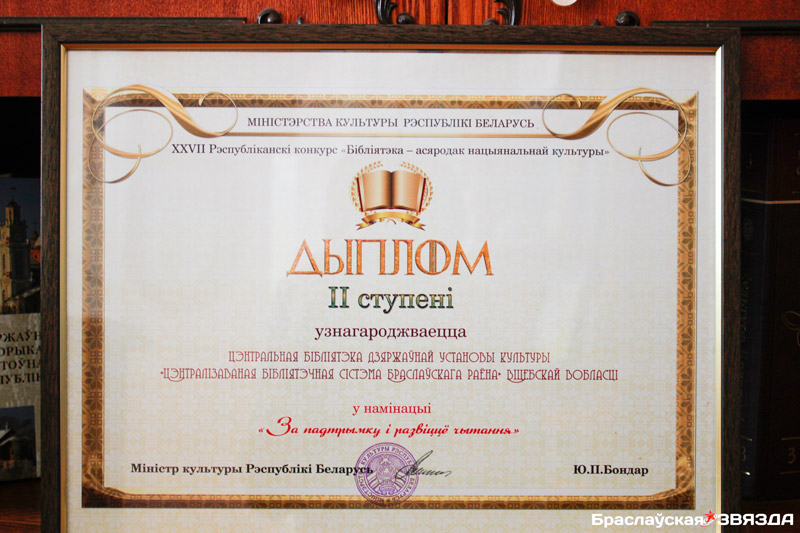 МІНІСТЭРСТВА КУЛЬТУРЫ РЭСПУБЛІКІ БЕЛАРУСЬ
XXVII Рэспубліканскі конкурс «Бібліятэка – асяродак нацыянальнай культуры»
ДЫПЛОМ
II ступені
узнагароджваецца
ЦЭНТРАЛЬНАЯ БІБЛІЯТЭКА ДЗЯРЖАЎНАЙ УСТАНОВЫ КУЛЬТУРЫ
«ЦЭНТРАЛІЗАВАНАЯ БІБЛІЯТЭЧНАЯ СІСТЭМА БРАСЛАЎСКАГА РАЁНА» ВІЦЕБСКАЙ ВОБЛАСЦІ
у намінацыі
«За падтрымку і развіццё чытання»
Міністр культуры Рэспублікі Беларусь Ю.П.Бондар
Браслаўская ЗВЯЗДА